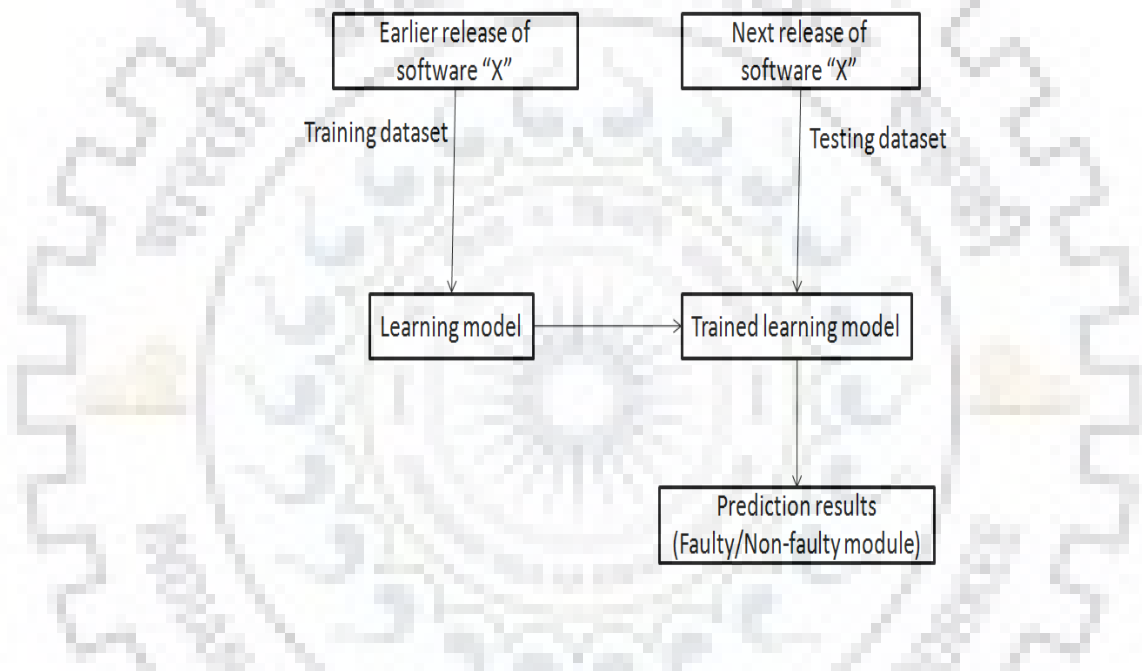 Earlier release of
software “X”
Next release of
software “X”
Training dataset
Testing dataset
Learning model
Trained learning model
Prediction results
(Faulty/Non-faulty module)